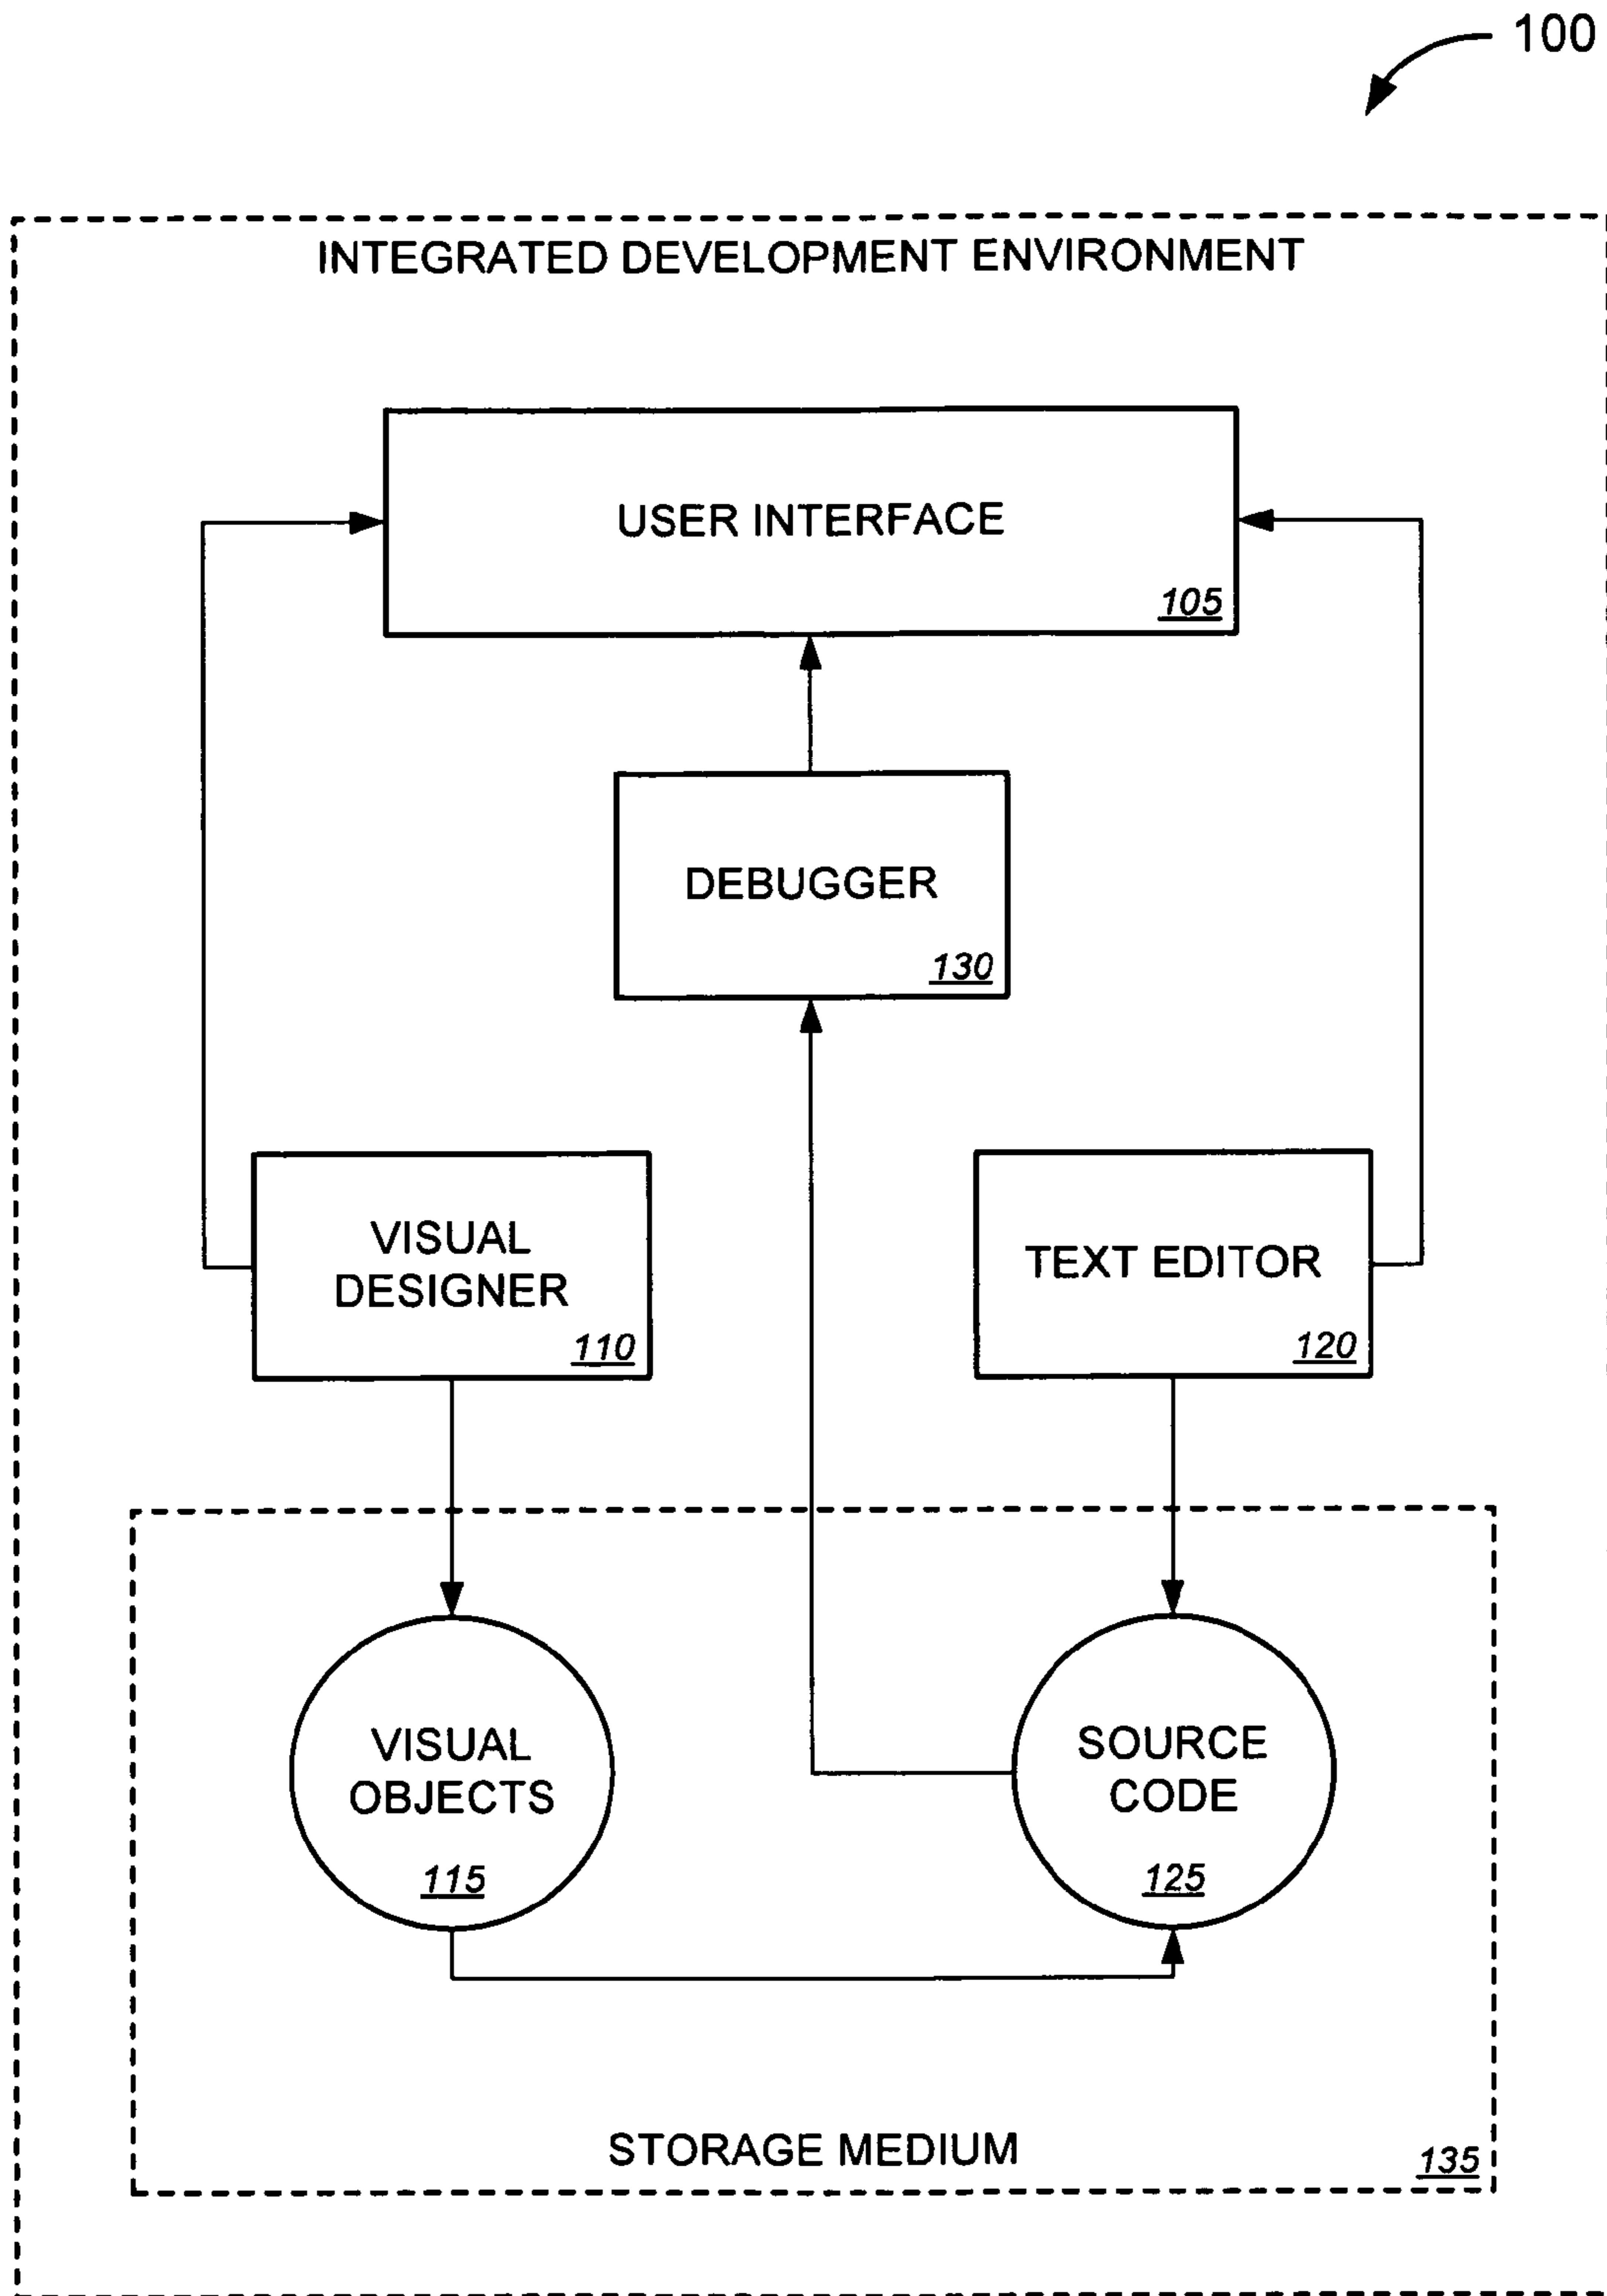 100
INTEGRATED DEVELOPMENT ENVIRONMENT
USER INTERFACE
105
DEBUGGER
130
VISUAL
DESIGNER
110
TEXT EDITOR
120
VISUAL
OBJECTS
115
SOURCE
CODE
125
STORAGE MEDIUM
135